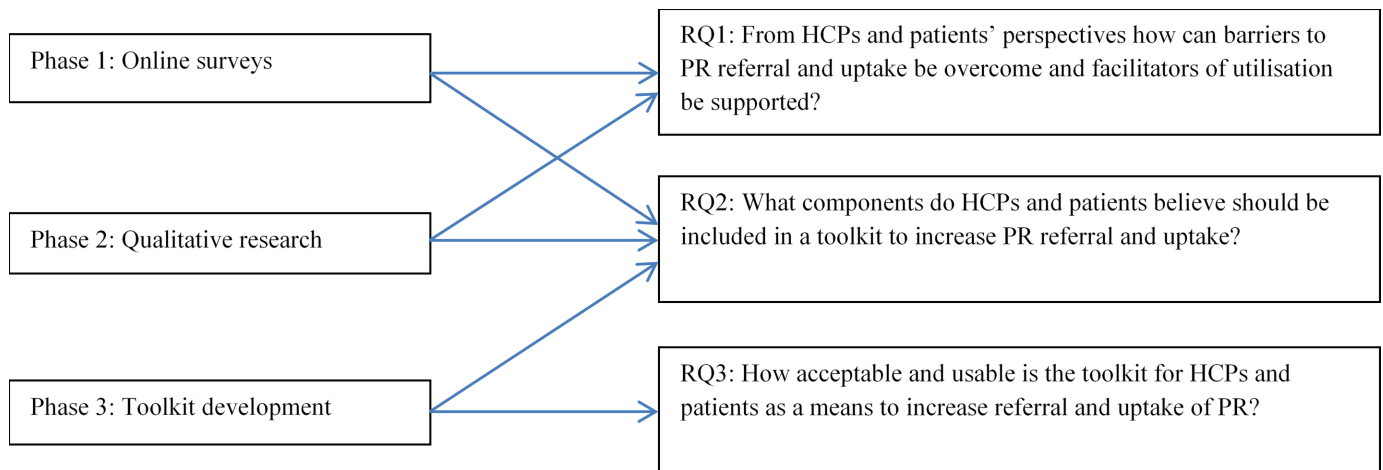 Phase 1: Online surveys
RQ1: From HCPs and patients’ perspectives how can barriers to
PR referral and uptake be overcome and facilitators of utilisation
be supported?
Phase 2: Qualitative research
RQ2: What components do HCPs and patients believe should be
included in a toolkit to increase PR referral and uptake?
Phase 3: Toolkit development
RQ3: How acceptable and usable is the toolkit for HCPs and
patients as a means to increase referral and uptake of PR?